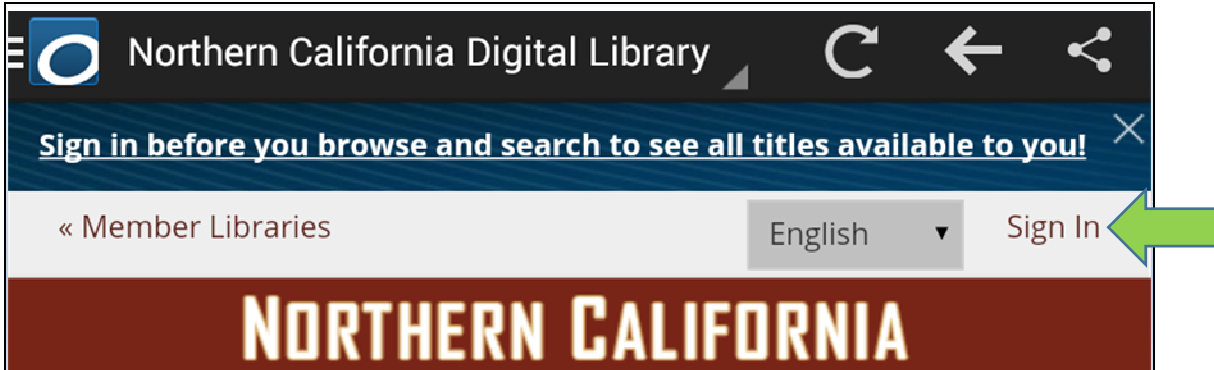 Northern California Digital Library
Sign in before you browse and search to see all titles available to you!
« Member Libraries English Sign In
NORTHERN CALIFORNIA